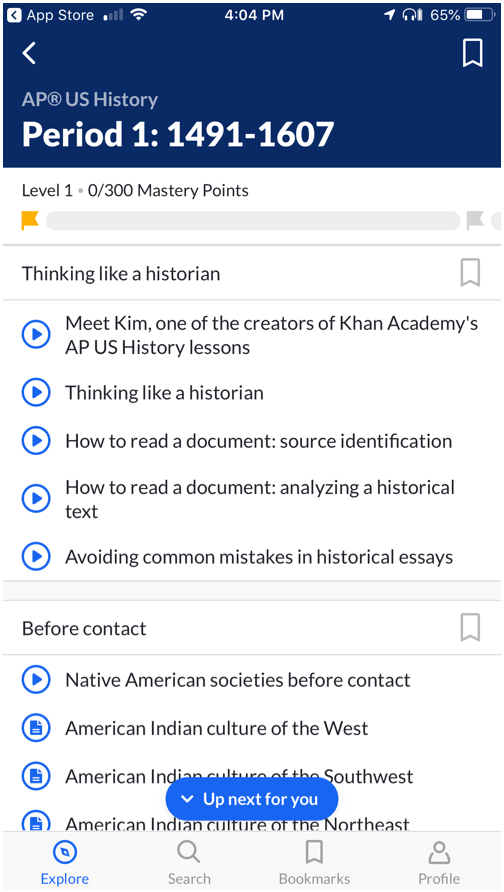 App Store 4:04 PM 65%
AP® US History
Period 1: 1491-1607
Level 1 • 0/300 Mastery Points
Thinking like a historian
Meet Kim, one of the creators of Khan Academy's
AP US History lessons
Thinking like a historian
How to read a document: source identification
How to read a document: analyzing a historical
text
Avoiding common mistakes in historical essays
Before contact
Native American societies before contact
American Indian culture of the West
American Indian culture of the Southwest
Up next for you
American Indian culture of the Northeast
Explore Search Bookmarks Profile